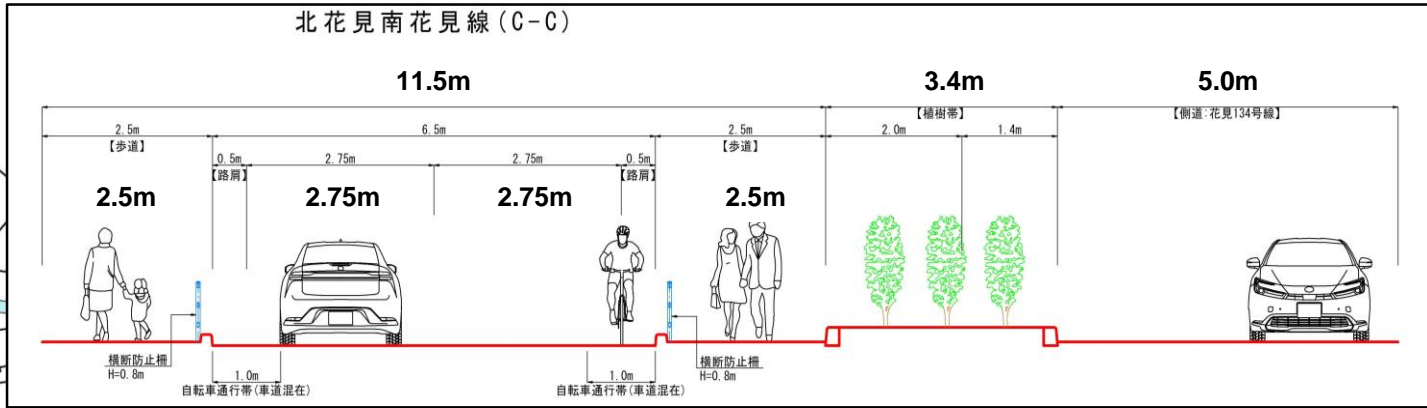 北花見南花見線(C-C)
11.5m
3.4m
5.0m
【植樹帯】
【側道:花見134号線】
2.5m
6.5m
2.5m
2.0m
1.4m
【歩道】
【歩道】
0.5m
2.75m
2.75m
0.5m
【路肩】
【路肩】
2.5m
2.75m
2.75m
2.5m
横断防止柵
H=0.8m
1.0m
1.0m
横断防止柵
H=0.8m
自転車通行帯(車道混在)
自転車通行帯(車道混在)